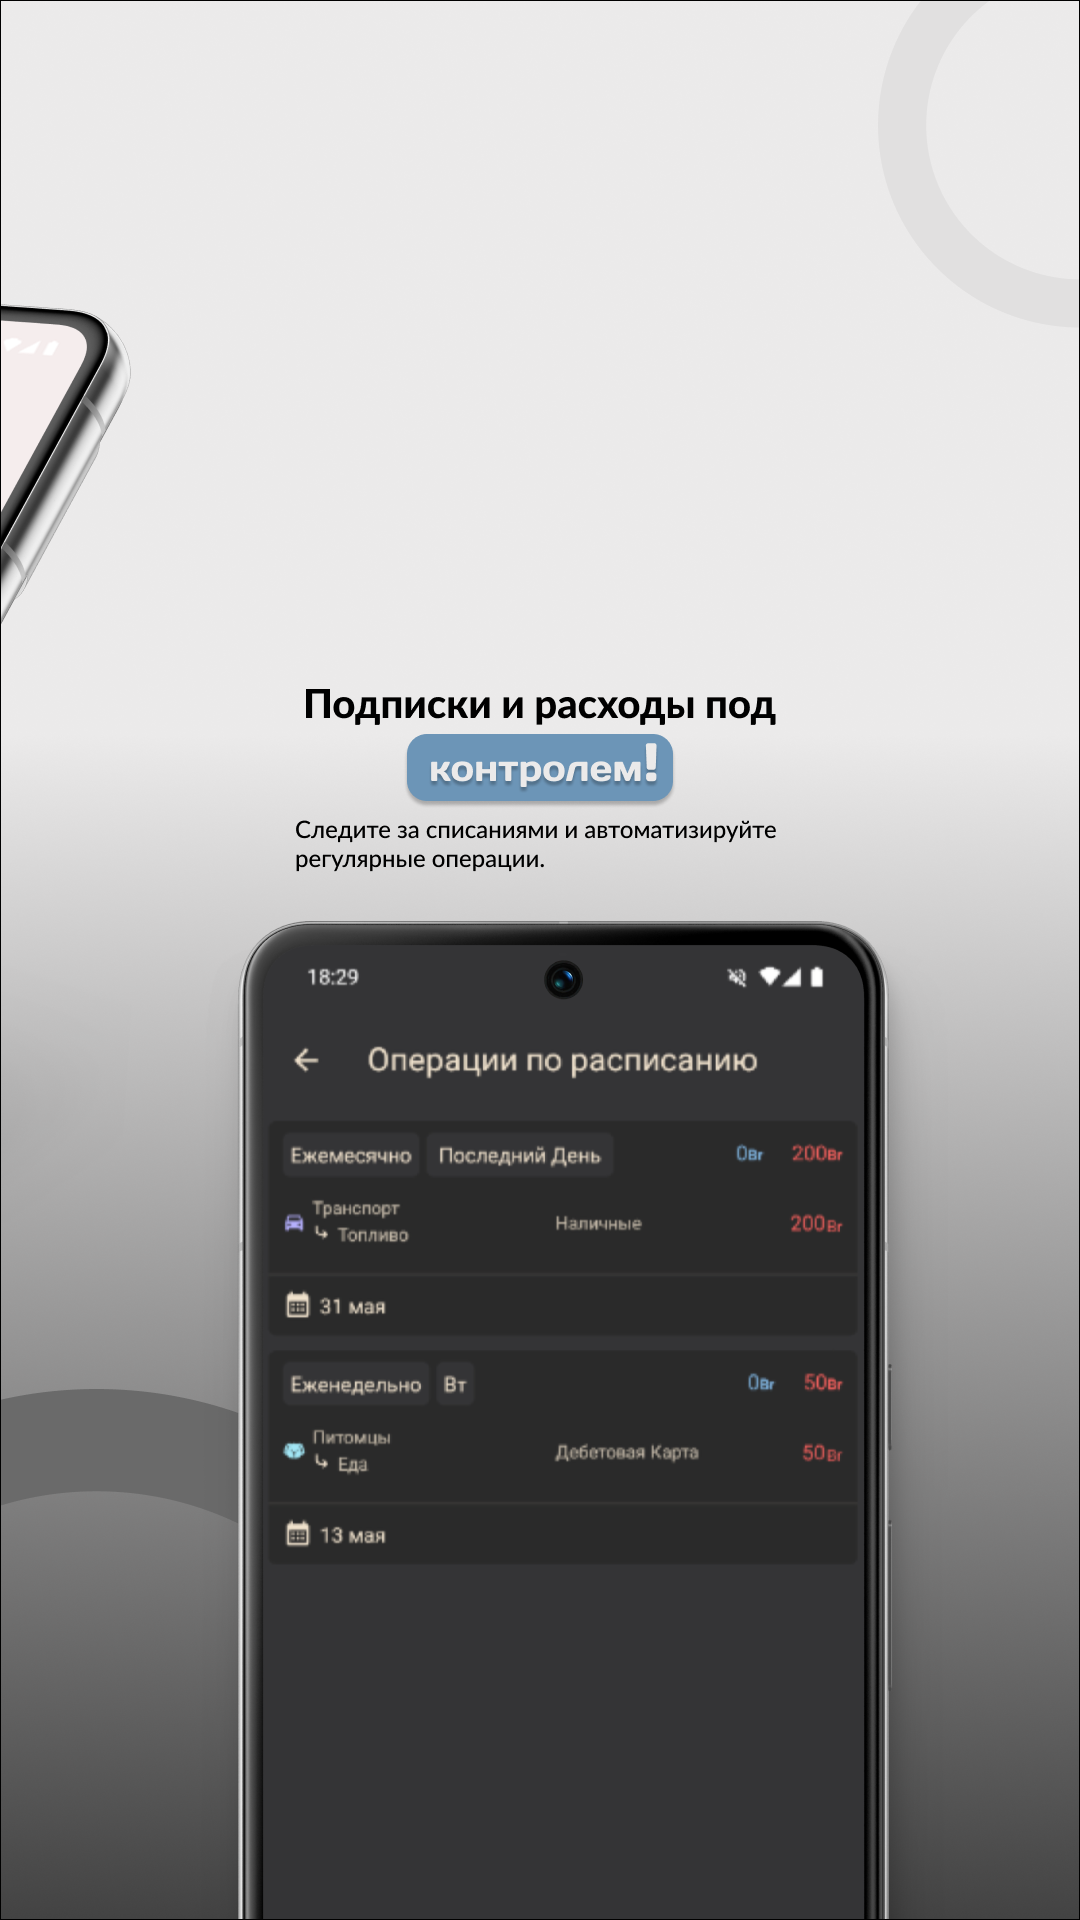 Подписки и расходы под
контролем!
Следите за списаниями и автоматизируйте
регулярные операции.
18:29
Операции по расписанию
Ежемесячно Последний День 0Br 200Br
Транспорт
↳ Топливо Наличные 200Br
31 мая
Еженедельно Вт 0Br 50Br
Питомцы
↳ Еда Дебетовая Карта 50Br
13 мая